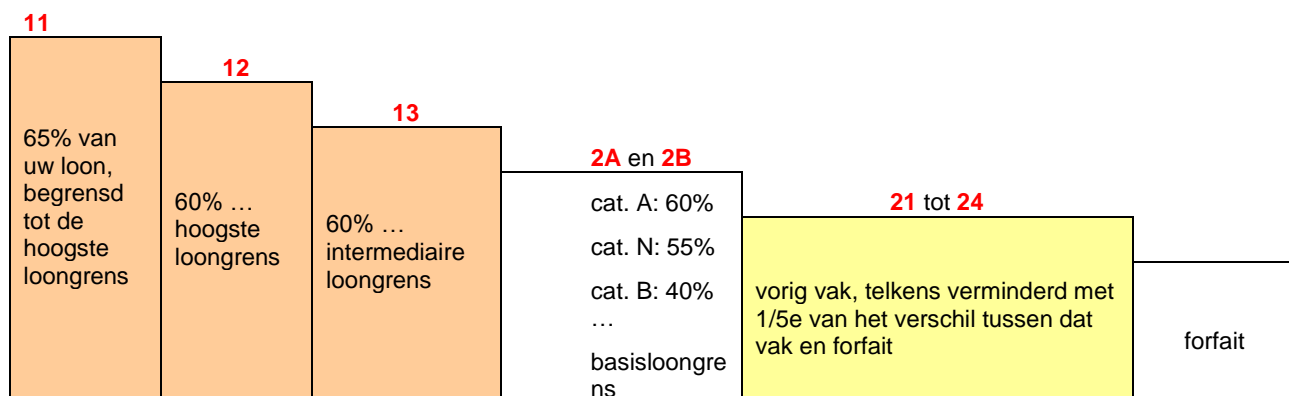 11
65% van
uw loon,
begrensd
tot de
hoogste
loongrens
12
60% …
hoogste
loongrens
13
60% …
intermediaire
loongrens
2A en 2B
cat. A: 60%
cat. N: 55%
cat. B: 40%
…
basisloongre
ns
21 tot 24
vorig vak, telkens verminderd met
1/5e van het verschil tussen dat
vak en forfait
forfait